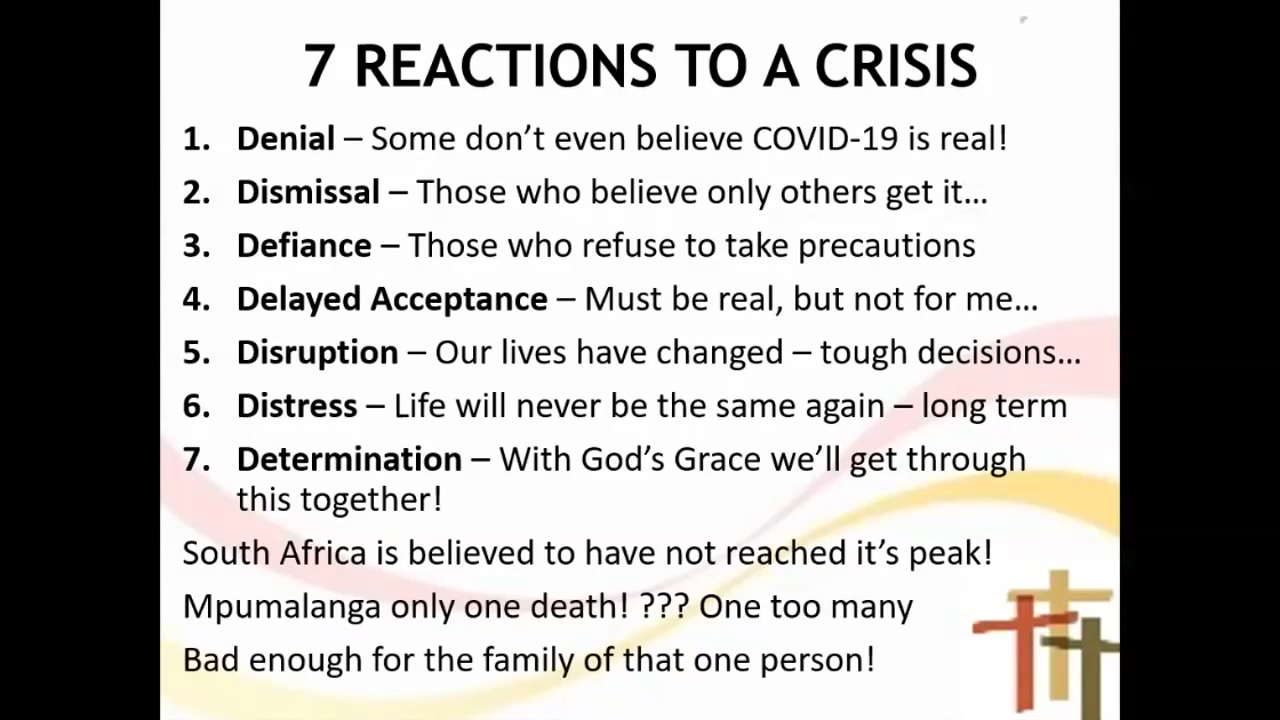 7 REACTIONS TO A CRISIS
1. Denial – Some don’t even believe COVID-19 is real!
2. Dismissal – Those who believe only others get it…
3. Defiance – Those who refuse to take precautions
4. Delayed Acceptance – Must be real, but not for me…
5. Disruption – Our lives have changed – tough decisions…
6. Distress – Life will never be the same again – long term
7. Determination – With God’s Grace we’ll get through
this together!
South Africa is believed to have not reached it’s peak!
Mpumalanga only one death! ??? One too many
Bad enough for the family of that one person!